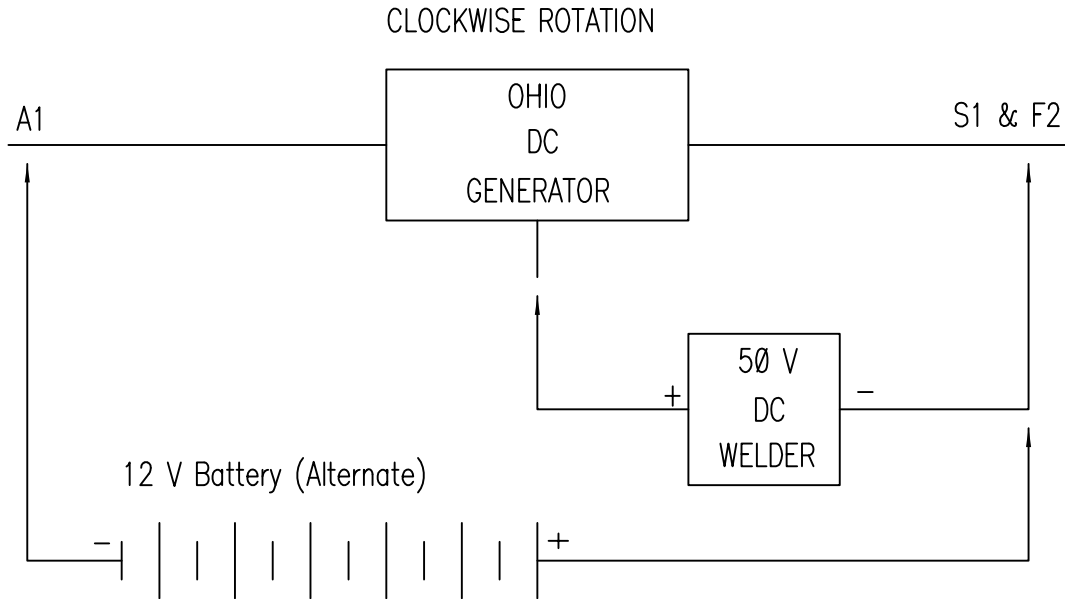 CLOCKWISE ROTATION
A1
OHIO
DC
GENERATOR
S1 & F2
50 V
DC
WELDER
+
-
12 V Battery (Alternate)
-
+